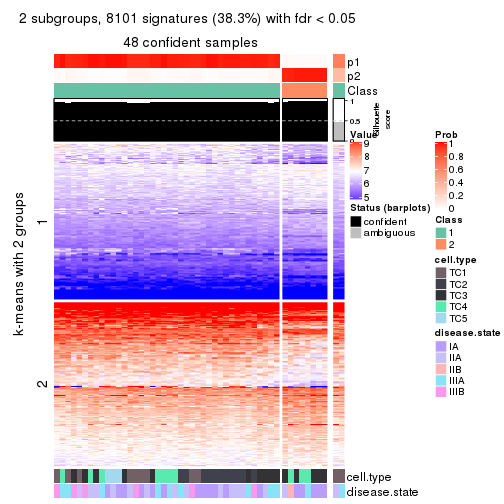 2 subgroups, 8101 signatures (38.3%) with fdr < 0.05
48 confident samples
p1
p2
Class
1
0.5
0
Silhouette
score
k-means with 2 groups
1
2
cell.type
disease.state
Value
9
8
7
6
5
Status (barplots)
confident
ambiguous
Prob
1
0.8
0.6
0.4
0.2
0
Class
1
2
cell.type
TC1
TC2
TC3
TC4
TC5
disease.state
IA
IIA
IIB
IIIA
IIIB